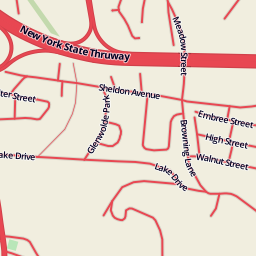 Meadow Street
New York State Thruway
Sheldon Avenue
ter Street
Glenwolde Park
Embree Street
High Street
Browning Lane
Walnut Street
ake Drive
Lake Drive